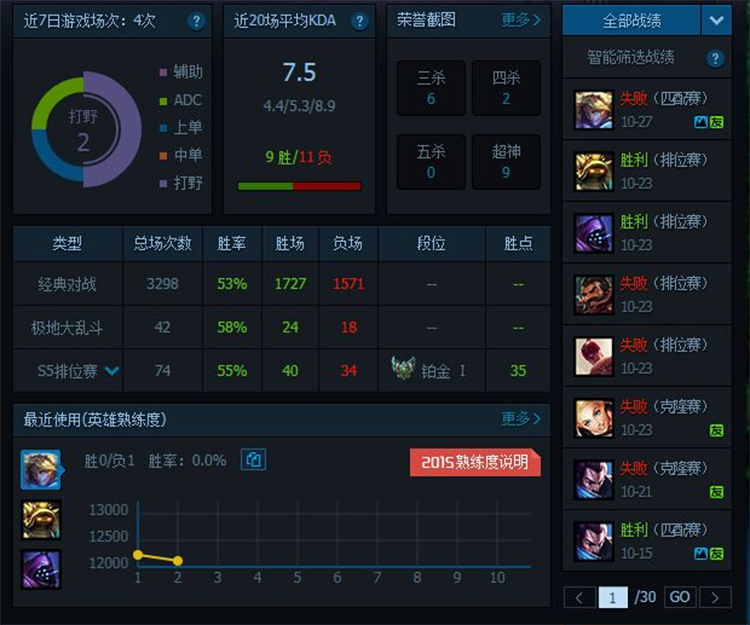 近7日游戏场次：4次 ?
打野
2
辅助
ADC
上单
中单
打野
近20场平均KDA ?
7.5
4.4/5.3/8.9
9 胜/11 负
荣誉截图 更多
三杀
6
四杀
2
五杀
0
超神
9
类型 总场次数 胜率 胜场 负场 段位 胜点
经典对战 3298 53% 1727 1571 -- --
极地大乱斗 42 58% 24 18 -- --
S5排位赛 74 55% 40 34 铂金 I 35
最近使用(英雄熟练度) 更多
胜0/负1 胜率：0.0%
2015熟练度说明
13000
12500
12000
1 2 3 4 5 6 7 8 9 10
全部战绩
智能筛选战绩 ?
失败（匹配赛）
10-27 友
胜利（排位赛）
10-23
胜利（排位赛）
10-23
失败（排位赛）
10-23
失败（排位赛）
10-23
失败（克隆赛）
10-23 友
失败（克隆赛）
10-21 友
胜利（匹配赛）
10-15 友
< 1 /30 GO >